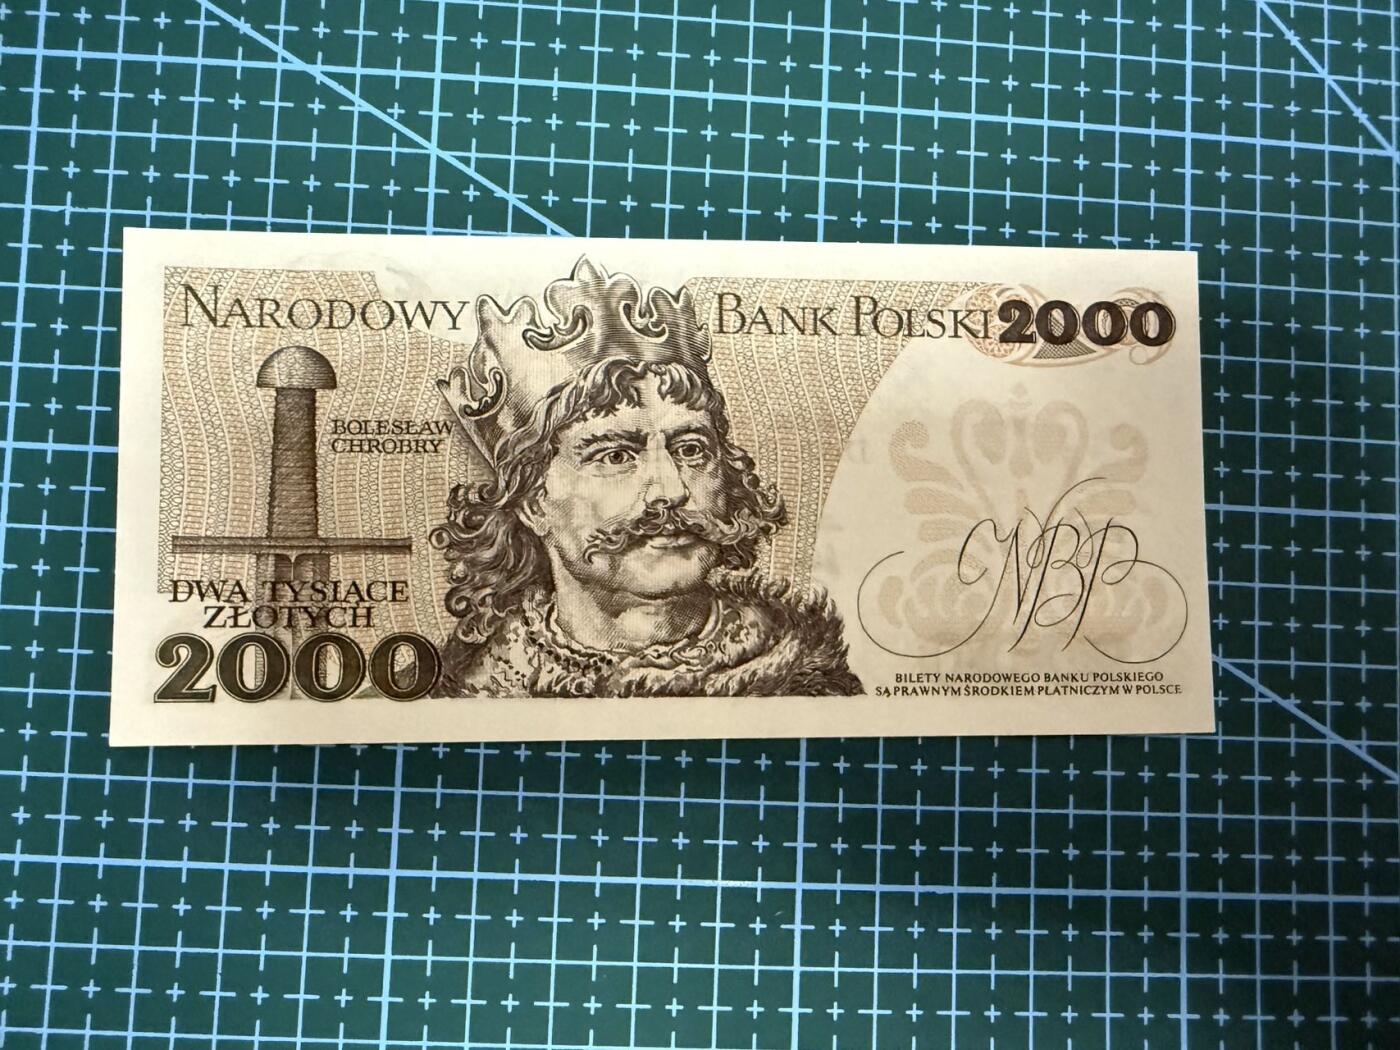 NARODOWY BANK POLSKI 2000
BOLESŁAW
CHROBRY
DWA TYSIĄCE
ZŁOTYCH
2000
NBP
BILETY NARODOWEGO BANKU POLSKIEGO
SĄ PRAWNYM ŚRODKIEM PŁATNICZYM W POLSCE